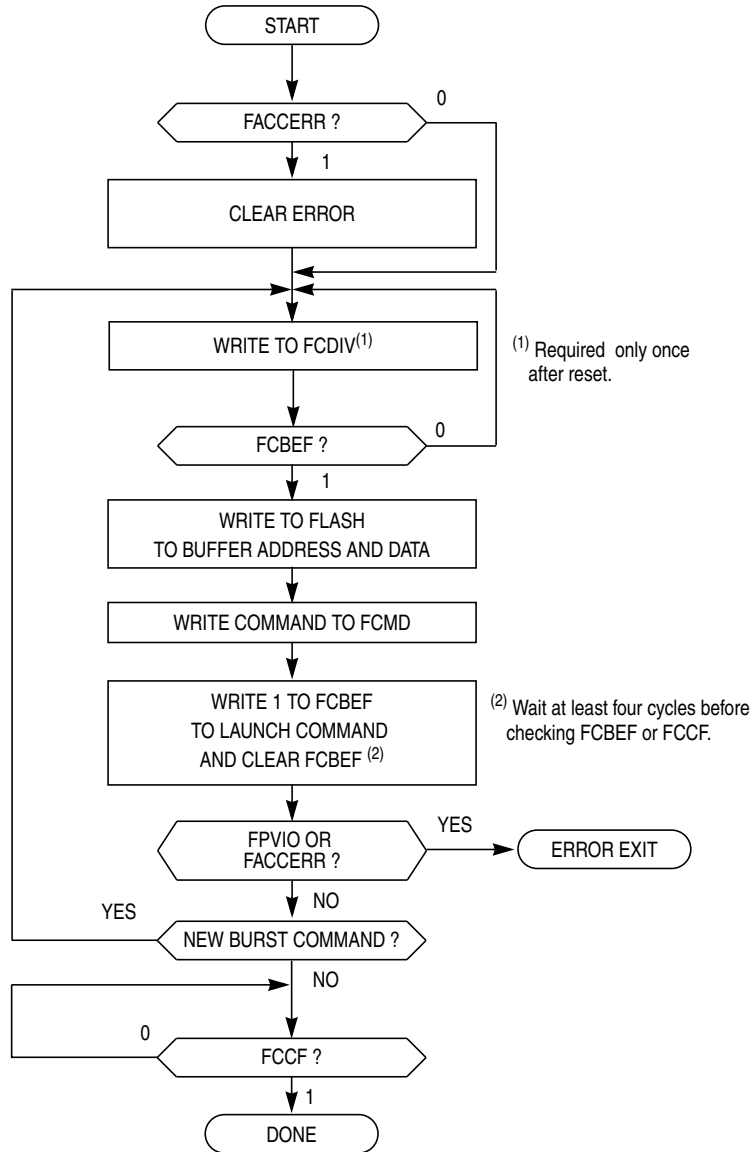 START
FACCERR ?
0
1
CLEAR ERROR
WRITE TO FCDIV(1)
(1) Required only once
after reset.
FCBEF ?
0
1
WRITE TO FLASH
TO BUFFER ADDRESS AND DATA
WRITE COMMAND TO FCMD
WRITE 1 TO FCBEF
TO LAUNCH COMMAND
AND CLEAR FCBEF (2)
(2) Wait at least four cycles before
checking FCBEF or FCCF.
FPVIO OR
FACCERR ?
YES
ERROR EXIT
NO
YES
NEW BURST COMMAND ?
NO
0
FCCF ?
1
DONE